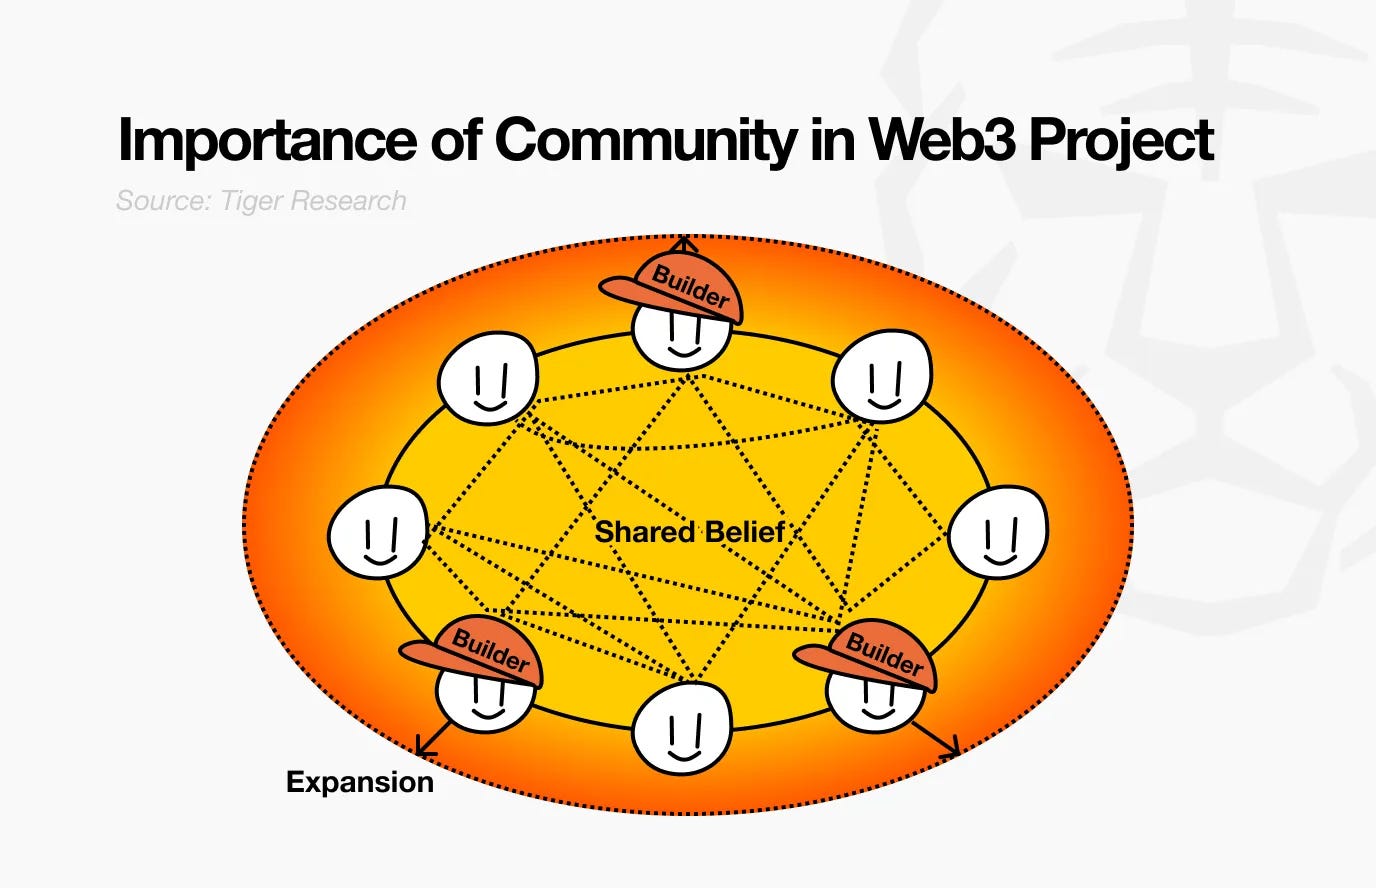 Importance of Community in Web3 Project
Source: Tiger Research
Builder
Shared Belief
Builder
Builder
Expansion